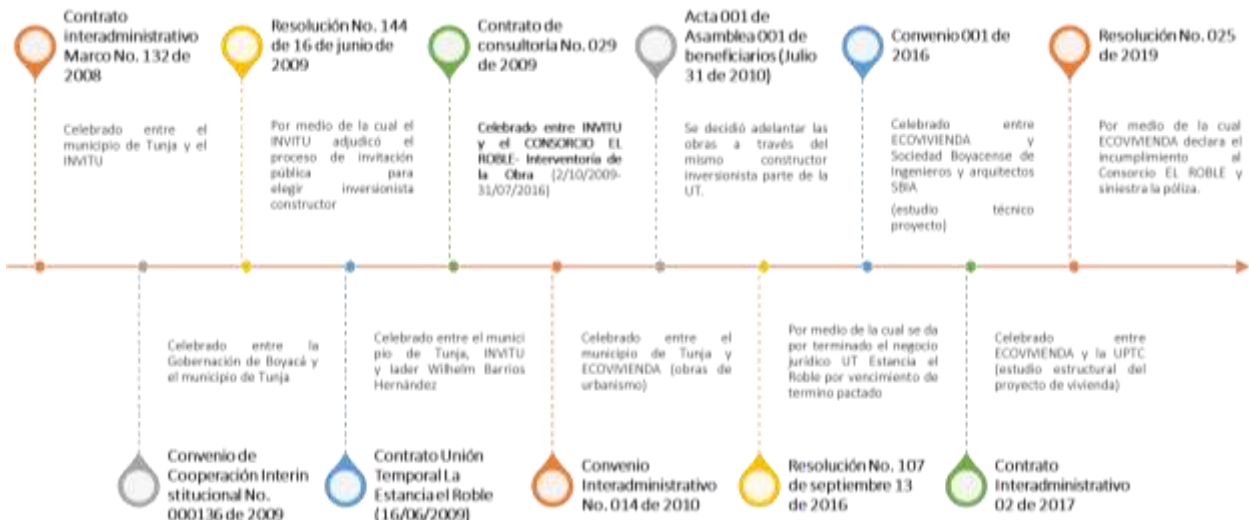 Contrato
interadministrativo
Marco No. 132 de
2008
Celebrado entre el
municipio de Tunja y el
INVITU
Resolución No. 144
de 16 de junio de
2009
Por medio de la cual el
INVITU adjudicó el
proceso de invitación
pública para
elegir inversionista
constructor
Contrato de
consultoría No. 029
de 2009
Celebrado entre INVITU
y el CONSORCIO EL
ROBLE- Interventoría de
la Obra (2/10/2009-
31/07/2016)
Acta 001 de
Asamblea 001 de
beneficiarios (Julio
31 de 2010)
Se decidió adelantar las
obras a través del
mismo constructor
inversionista parte de la
UT.
Convenio 001 de
2016
Celebrado entre
ECOVIVIENDA y
Sociedad Boyacense de
Ingenieros y arquitectos
SBIA
(estudio técnico
proyecto)
Resolución No. 025
de 2019
Por medio de la cual
ECOVIVIENDA declara el
incumplimiento al
Consorcio EL ROBLE y
siniestra la póliza.
Celebrado entre la
Gobernación de Boyacá y
el municipio de Tunja
Convenio de
Cooperación Interin
stitucional No.
000136 de 2009
Celebrado entre el munici
pio de Tunja, INVITU
y Iader Wilhelm Barrios
Hernández
Contrato Unión
Temporal La
Estancia el Roble
(16/06/2009)
Celebrado entre el
municipio de Tunja y
ECOVIVIENDA (obras de
urbanismo)
Convenio
Interadministrativo
No. 014 de 2010
Por medio de la cual se da
por terminado el negocio
jurídico UT Estancia el
Roble por vencimiento de
termino pactado
Resolución No. 107
de septiembre 13
de 2016
Celebrado entre
ECOVIVIENDA y la UPTC
(estudio estructural del
proyecto de vivienda)
Contrato
Interadministrativo
02 de 2017